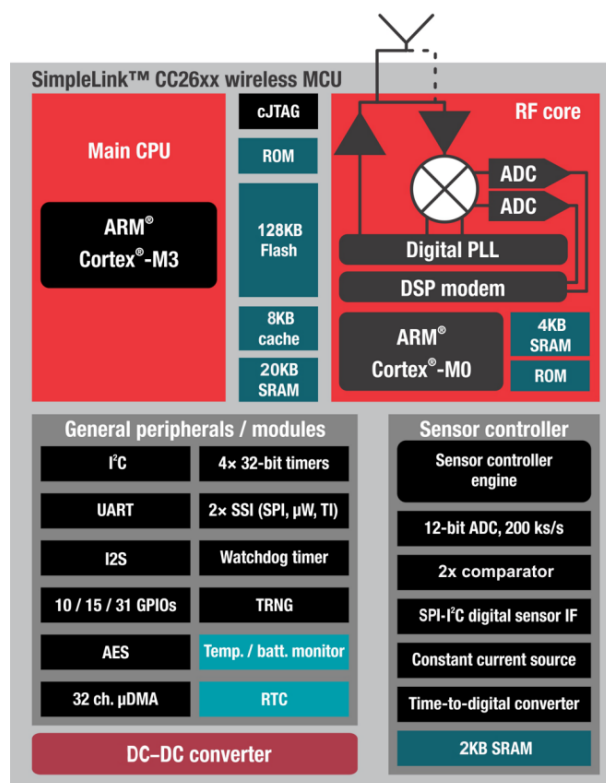 SimpleLink™ CC26xx wireless MCU
Main CPU
ARM®
Cortex®-M3
cJTAG
ROM
128KB
Flash
8KB
cache
20KB
SRAM
RF core
ADC
ADC
Digital PLL
DSP modem
ARM®
Cortex®-M0
4KB
SRAM
ROM
General peripherals / modules
I²C
4× 32-bit timers
UART
2× SSI (SPI, µW, TI)
I2S
Watchdog timer
10 / 15 / 31 GPIOs
TRNG
AES
Temp. / batt. monitor
32 ch. µDMA
RTC
Sensor controller
Sensor controller
engine
12-bit ADC, 200 ks/s
2x comparator
SPI-I²C digital sensor IF
Constant current source
Time-to-digital converter
2KB SRAM
DC–DC converter